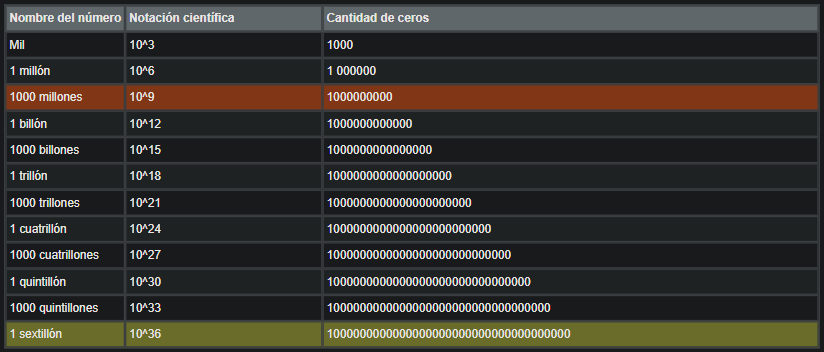 Nombre del número Notación científica Cantidad de ceros
Mil 10^3 1000
1 millón 10^6 1 000000
1000 millones 10^9 1000000000
1 billón 10^12 1000000000000
1000 billones 10^15 1000000000000000
1 trillón 10^18 1000000000000000000
1000 trillones 10^21 1000000000000000000000
1 cuatrillón 10^24 1000000000000000000000000
1000 cuatrillones 10^27 1000000000000000000000000000
1 quintillón 10^30 1000000000000000000000000000000
1000 quintillones 10^33 1000000000000000000000000000000000
1 sextillón 10^36 1000000000000000000000000000000000000